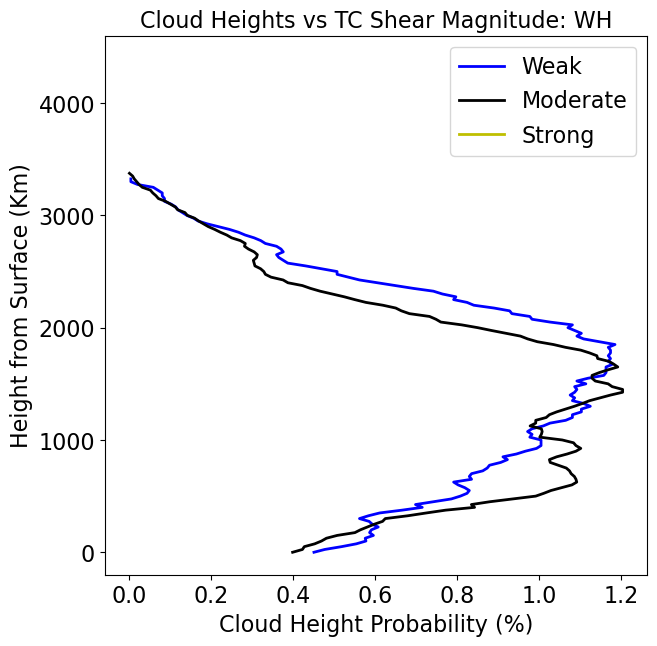 Cloud Heights vs TC Shear Magnitude: WH
Weak
Moderate
Strong
4000
3000
2000
1000
0
Height from Surface (Km)
0.0 0.2 0.4 0.6 0.8 1.0 1.2
Cloud Height Probability (%)